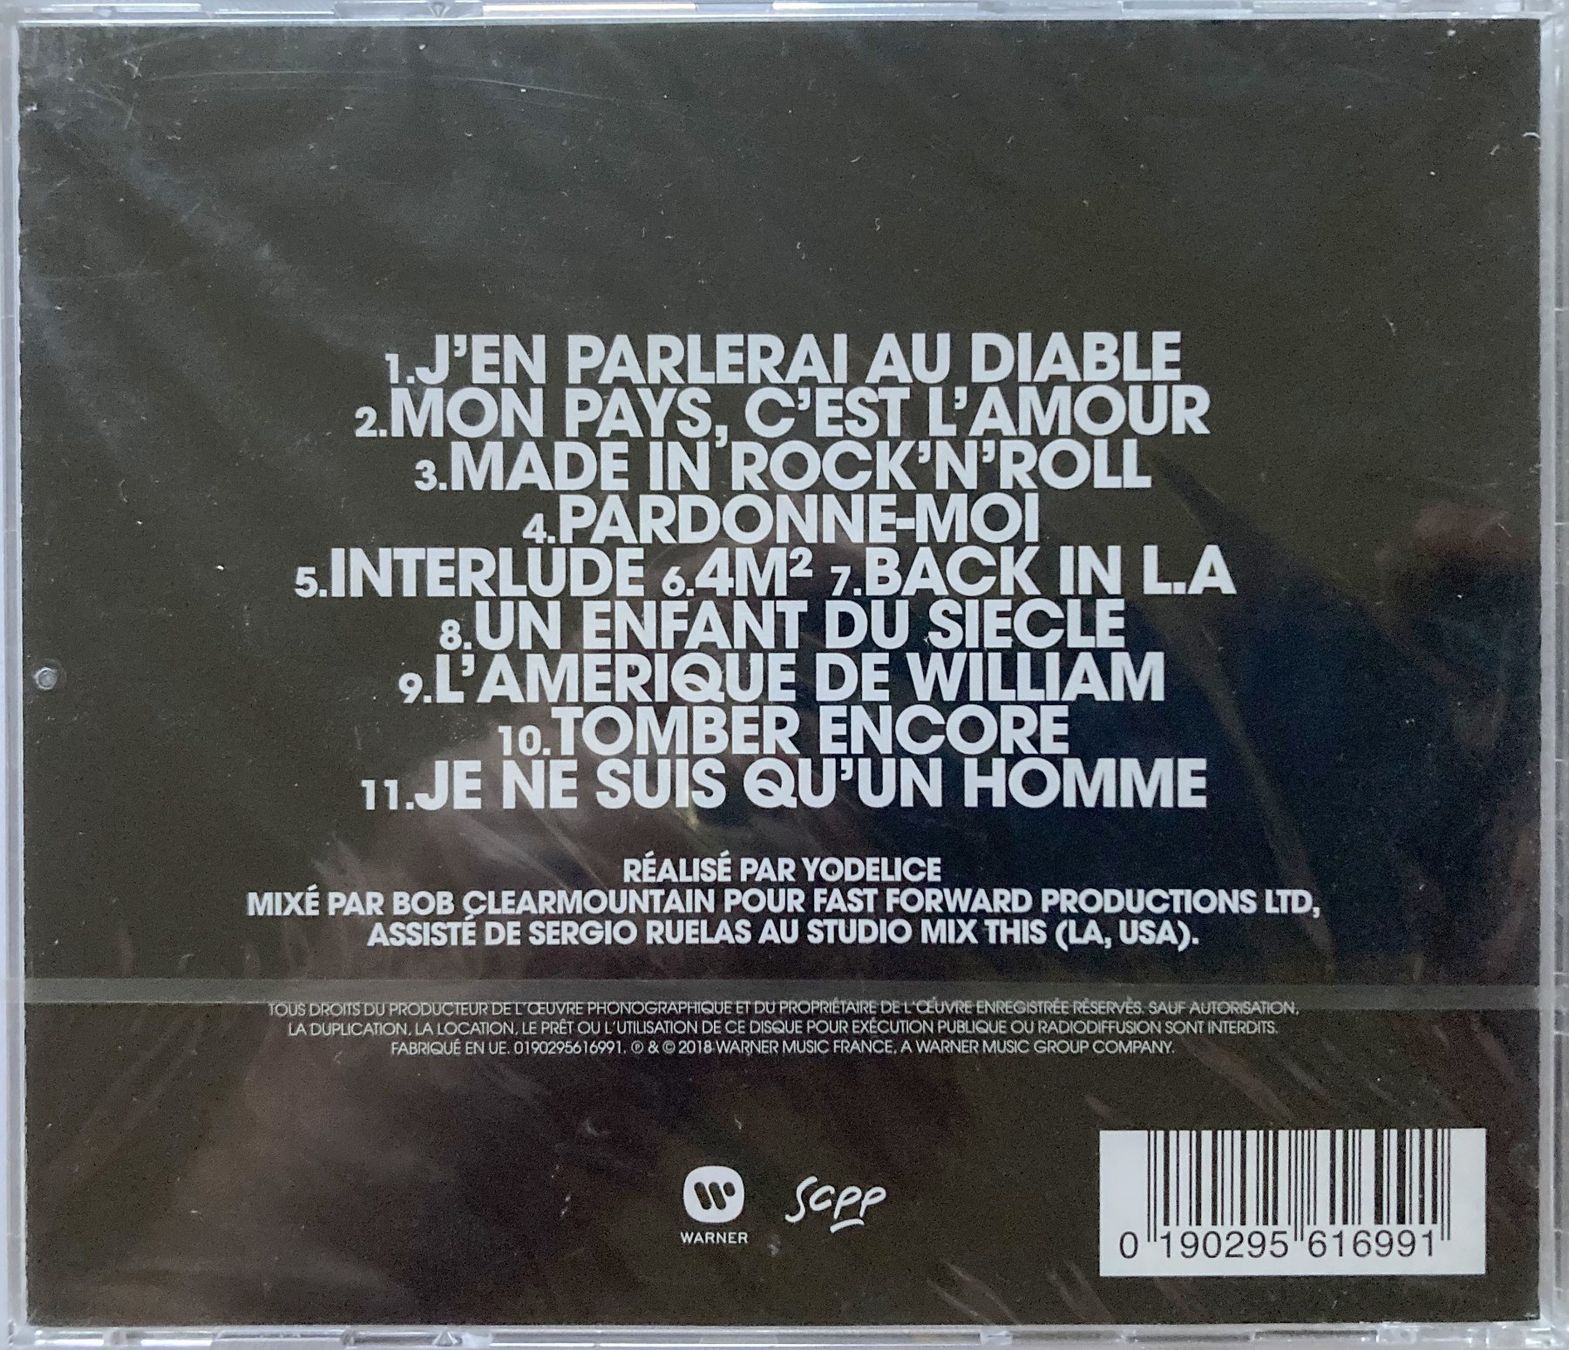 1.J'EN PARLERAI AU DIABLE
2.MON PAYS, C'EST L'AMOUR
3.MADE IN ROCK'N'ROLL
4.PARDONNE-MOI
5.INTERLUDE 6.4M² 7.BACK IN L.A
8.UN ENFANT DU SIECLE
9.L'AMERIQUE DE WILLIAM
10.TOMBER ENCORE
11.JE NE SUIS QU'UN HOMME
RÉALISÉ PAR YODELICE
MIXÉ PAR BOB CLEARMOUNTAIN POUR FAST FORWARD PRODUCTIONS LTD,
ASSISTÉ DE SERGIO RUELAS AU STUDIO MIX THIS (LA, USA).
TOUS DROITS DU PRODUCTEUR DE L'ŒUVRE PHONOGRAPHIQUE ET DU PROPRIÉTAIRE DE L'ŒUVRE ENREGISTRÉE RÉSERVÉS. SAUF AUTORISATION,
LA DUPLICATION, LA LOCATION, LE PRÊT OU L'UTILISATION DE CE DISQUE POUR EXÉCUTION PUBLIQUE OU RADIODIFFUSION SONT INTERDITS.
FABRIQUÉ EN UE. 0190295616991. ℗ & © 2018 WARNER MUSIC FRANCE, A WARNER MUSIC GROUP COMPANY.
WARNER
scpp
0 190295 616991